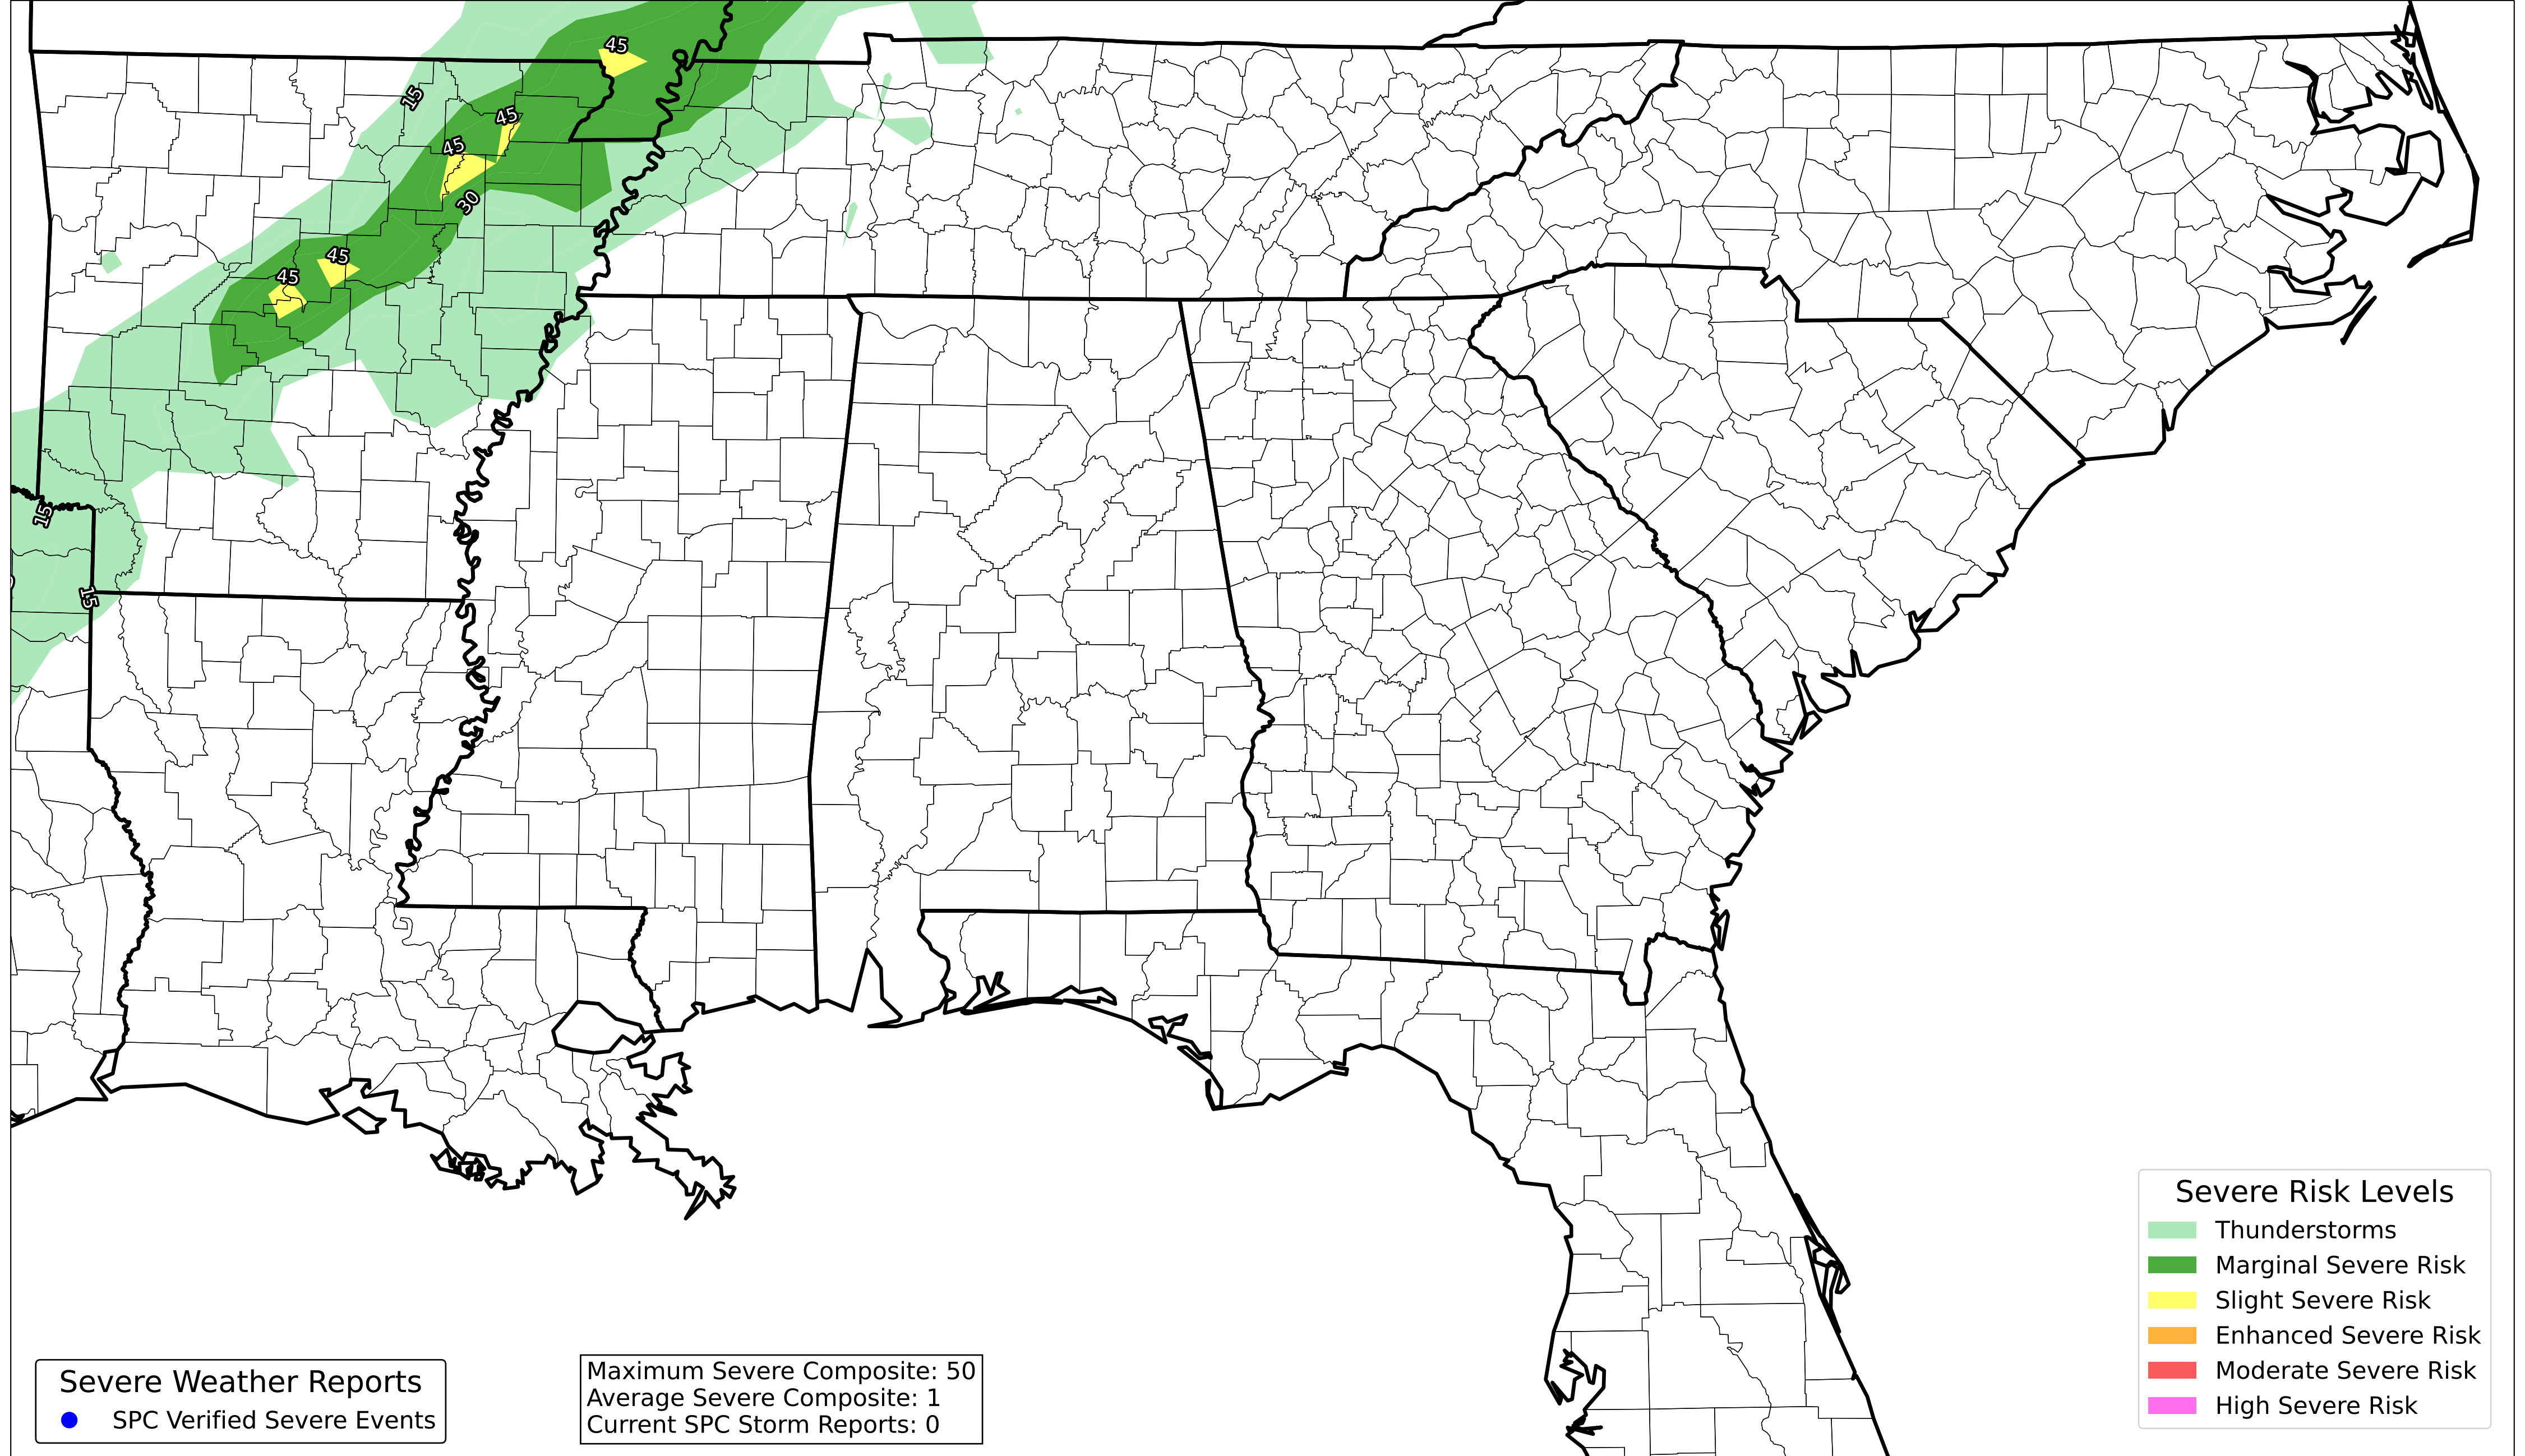 45
15
45
45
30
45
45
15
15
Severe Risk Levels
Thunderstorms
Marginal Severe Risk
Slight Severe Risk
Enhanced Severe Risk
Moderate Severe Risk
High Severe Risk
Severe Weather Reports
SPC Verified Severe Events
Maximum Severe Composite: 50
Average Severe Composite: 1
Current SPC Storm Reports: 0